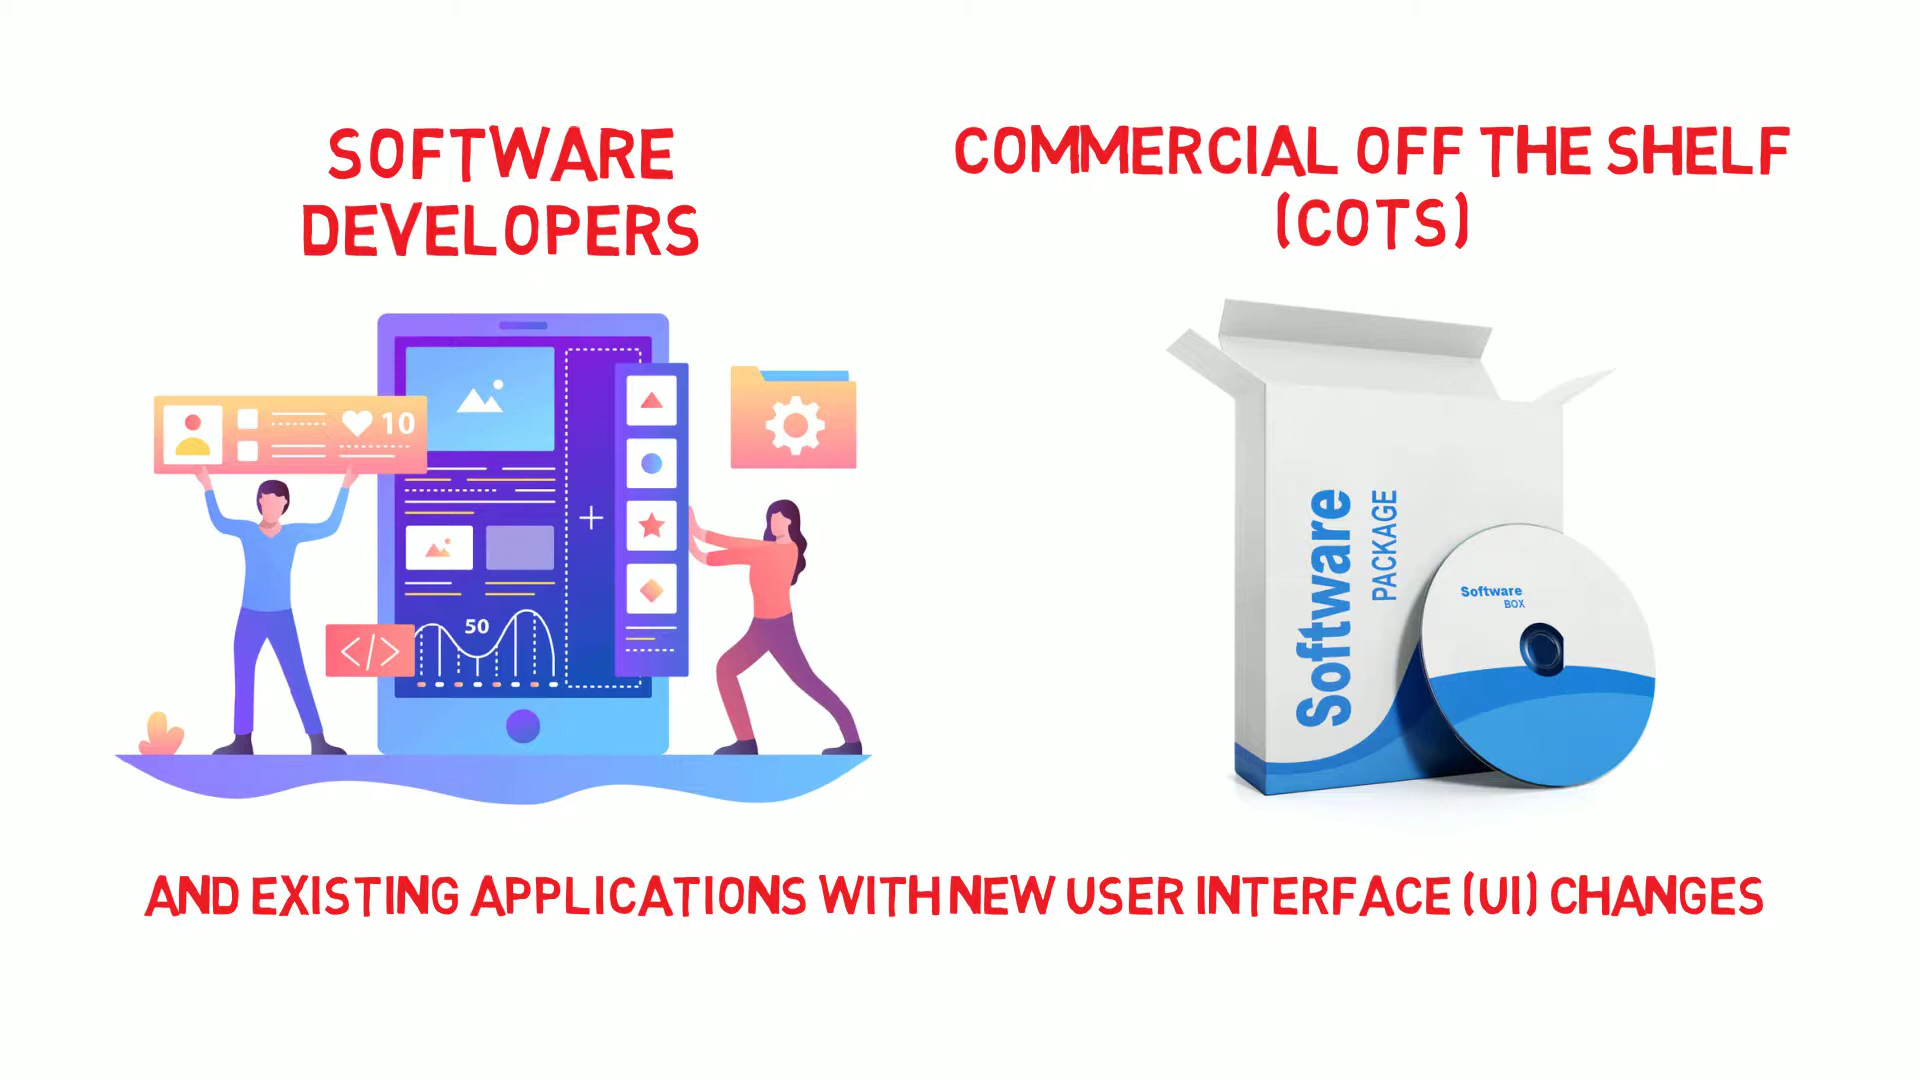 SOFTWARE
DEVELOPERS
COMMERCIAL OFF THE SHELF
(COTS)
10
50
</>
Software
PACKAGE
Software
BOX
AND EXISTING APPLICATIONS WITH NEW USER INTERFACE (UI) CHANGES